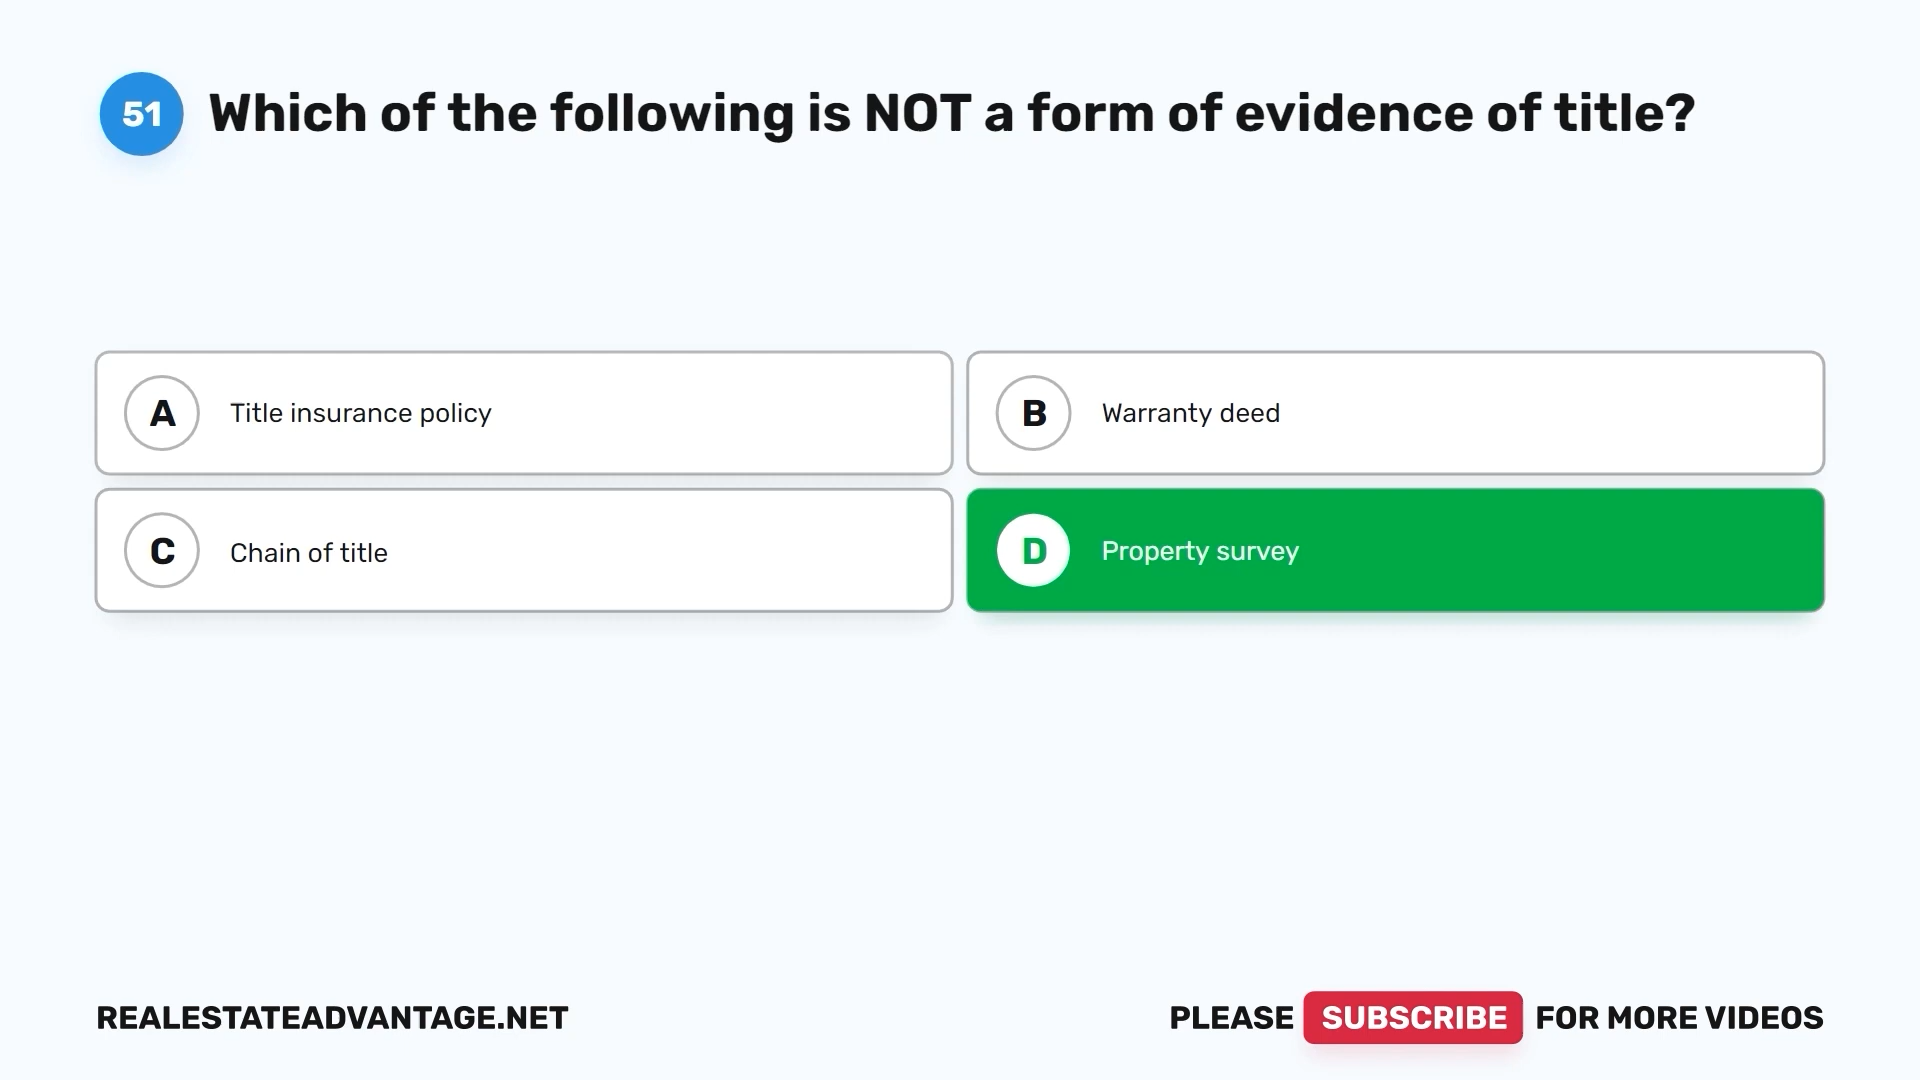 51 Which of the following is NOT a form of evidence of title?
A Title insurance policy
B Warranty deed
C Chain of title
D Property survey
REALESTATEADVANTAGE.NET
PLEASE SUBSCRIBE FOR MORE VIDEOS